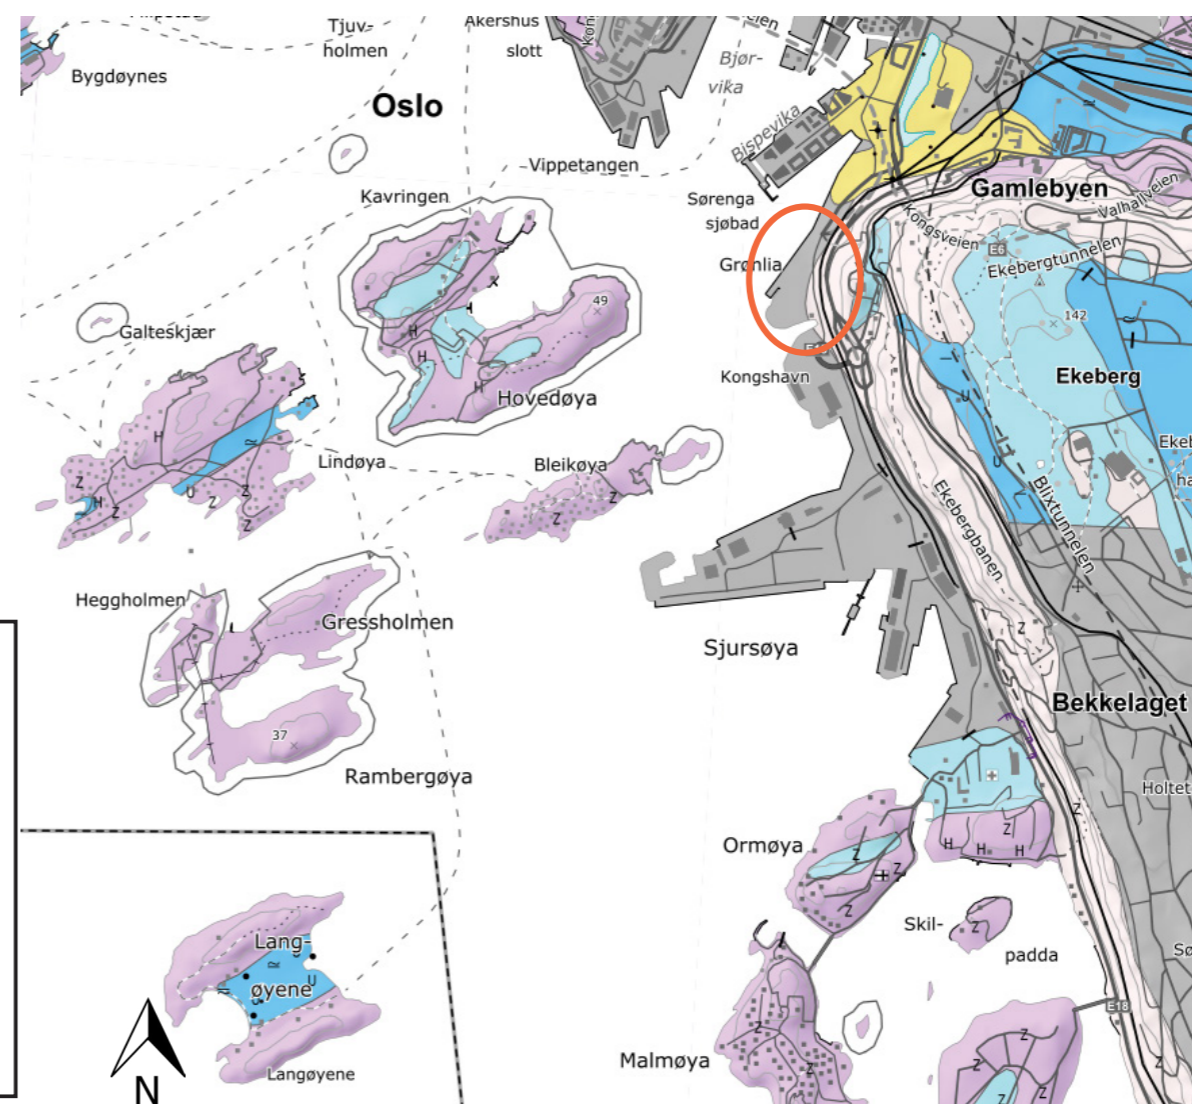 Tjuv-
holmen
Akershus
slott
Bjør-
vika
Bygdøynes
Oslo
Bispevika
Vippetangen
Gamlebyen
Valhallveien
Kavringen
Sørenga
sjøbad
Kongsveien
E6
Ekebergtunnelen
Grønlia
49
142
Galteskjær
H
H
H
Kongshavn
Ekeberg
Hovedøya
U
H
Lindøya
Bleikøya
Z
Z
U
Z
Z
Z
H
Z
Z
Z
U
Ekebergbanen
Blixtunnelen
Heggholmen
Gressholmen
Z
Sjursøya
Bekkelaget
37
Rambergøya
Holtet
Z
Ormøya
Z
Z
Z
H
H
H
Z
Skil-
padda
Z
Lang-
øyene
U
U
Langøyene
E18
Malmøya
Z
Z
Z
Z
Z
Z
Z
N